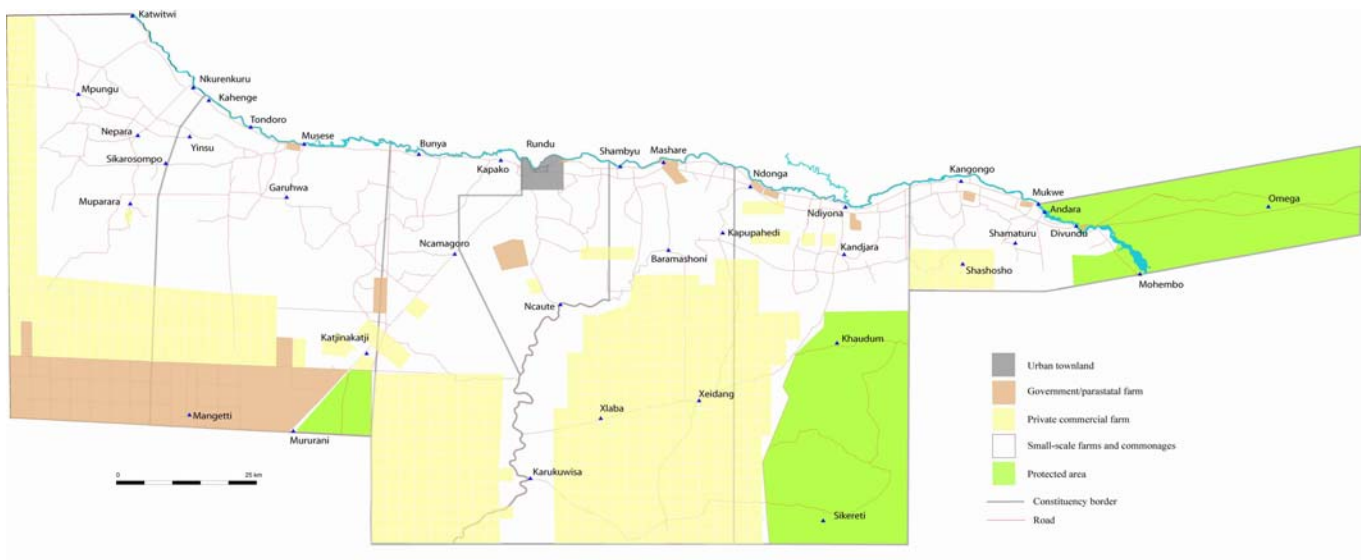 Katwitwi
Nkurenkuru
Mpungu
Kahenge
Tondoro
Nepara
Yinsu
Musese
Bunya
Rundu
Sikarosompo
Kapako
Shambyu
Mashare
Ndonga
Kangongo
Garuhwa
Muparara
Mukwe
Omega
Andara
Ndiyona
Divundu
Ncamagoro
Kapupahedi
Kandjara
Shamaturu
Baramashoni
Shashosho
Mohembo
Ncaute
Katjinakatji
Khaudum
Mangetti
Xlaba
Xeidang
Mururani
Karukuwisa
Sikereti
0 25 km
Urban townland
Government/parastatal farm
Private commercial farm
Small-scale farms and commonages
Protected area
Constituency border
Road